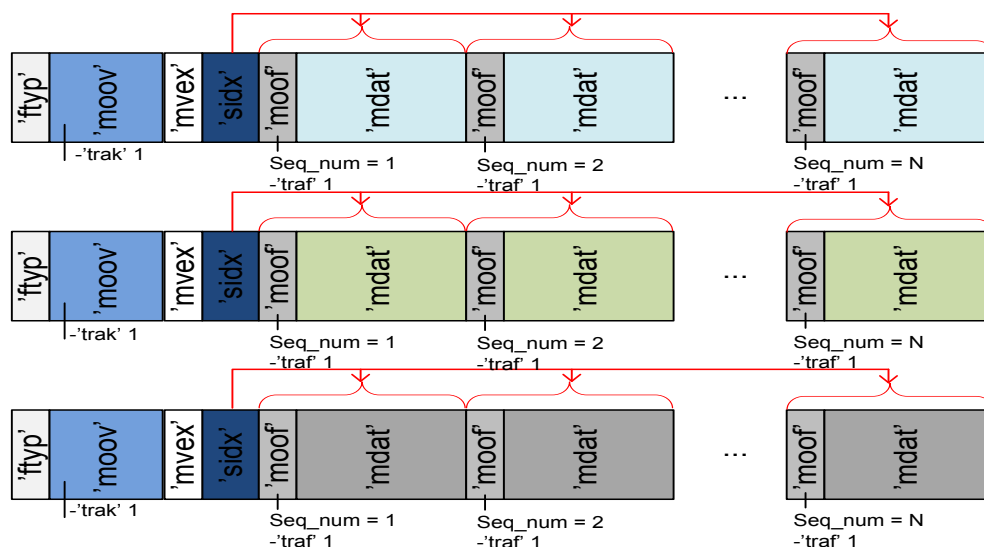 'ftyp' 'moov' 'mvex' 'sidx' 'moof' 'mdat' 'moof' 'mdat' ... 'moof' 'mdat’
-'trak' 1
Seq_num = 1 Seq_num = 2 Seq_num = N
-'traf' 1 -'traf' 1 -'traf' 1
'ftyp' 'moov' 'mvex' 'sidx' 'moof' 'mdat' 'moof' 'mdat' ... 'moof' 'mdat'
-'trak' 1
Seq_num = 1 Seq_num = 2 Seq_num = N
-'traf' 1 -'traf' 1 -'traf' 1
'ftyp' 'moov' 'mvex' 'sidx' 'moof' 'mdat' 'moof' 'mdat' ... 'moof' 'mdat'
-'trak' 1
Seq_num = 1 Seq_num = 2 Seq_num = N
-'traf' 1 -'traf' 1 -'traf' 1